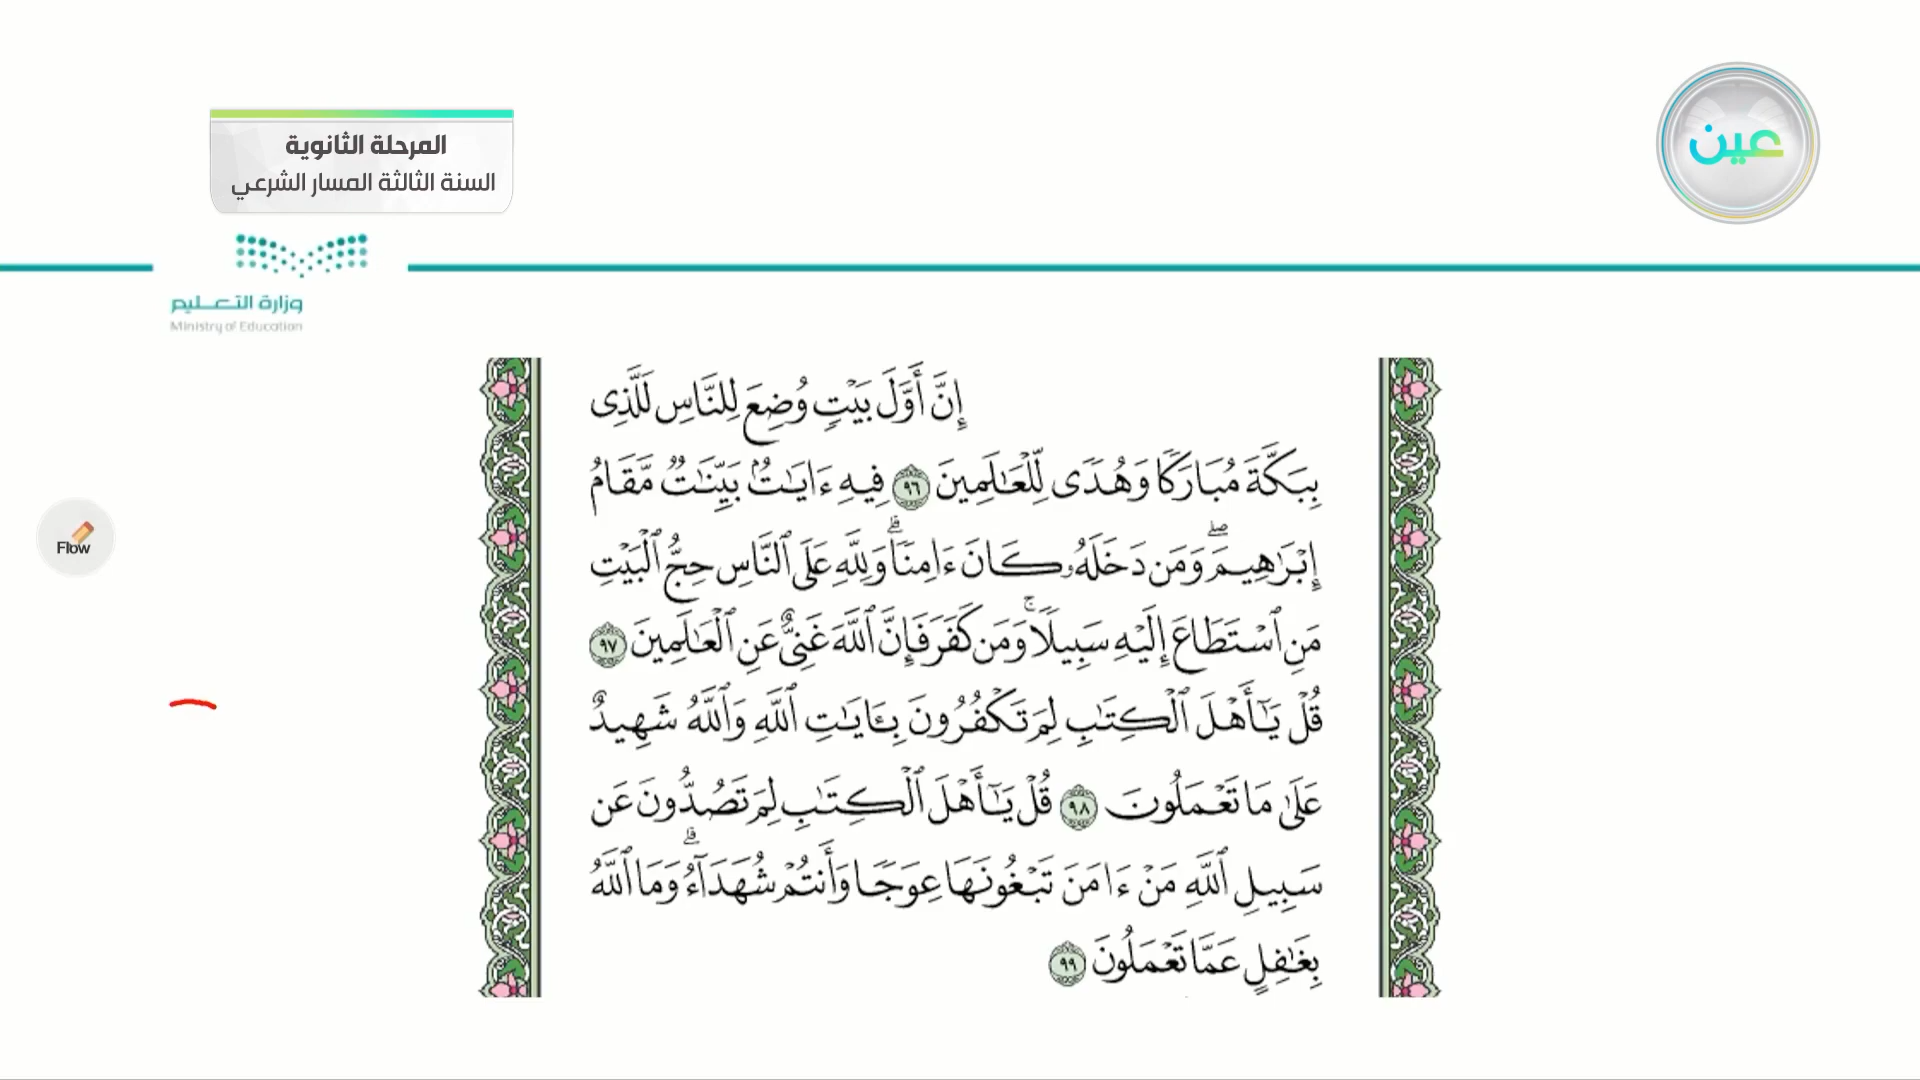 عين
المرحلة الثانوية
السنة الثالثة المسار الشرعي
وزارة التعـليم
Ministry of Education
إِنَّ أَوَّلَ بَيْتٍ وُضِعَ لِلنَّاسِ لَلَّذِى
بِبَكَّةَ مُبَارَكًا وَهُدًى لِّلْعَـٰلَمِينَ ٩٦ فِيهِ ءَايَـٰتٌۢ بَيِّنَـٰتٌ مَّقَامُ
إِبْرَٰهِيمَۖ وَمَن دَخَلَهُۥ كَانَ ءَامِنًاۗ وَلِلَّهِ عَلَى ٱلنَّاسِ حِجُّ ٱلْبَيْتِ
مَنِ ٱسْتَطَاعَ إِلَيْهِ سَبِيلًاۚ وَمَن كَفَرَ فَإِنَّ ٱللَّهَ غَنِىٌّ عَنِ ٱلْعَـٰلَمِينَ ٩٧
قُلْ يَـٰٓأَهْلَ ٱلْكِتَـٰبِ لِمَ تَكْفُرُونَ بِـَٔايَـٰتِ ٱللَّهِ وَٱللَّهُ شَهِيدٌ
عَلَىٰ مَا تَعْمَلُونَ ٩٨ قُلْ يَـٰٓأَهْلَ ٱلْكِتَـٰبِ لِمَ تَصُدُّونَ عَن
سَبِيلِ ٱللَّهِ مَنْ ءَامَنَ تَبْغُونَهَا عِوَجًا وَأَنتُمْ شُهَدَآءُۗ وَمَا ٱللَّهُ
بِغَـٰفِلٍ عَمَّا تَعْمَلُونَ ٩٩
Flow